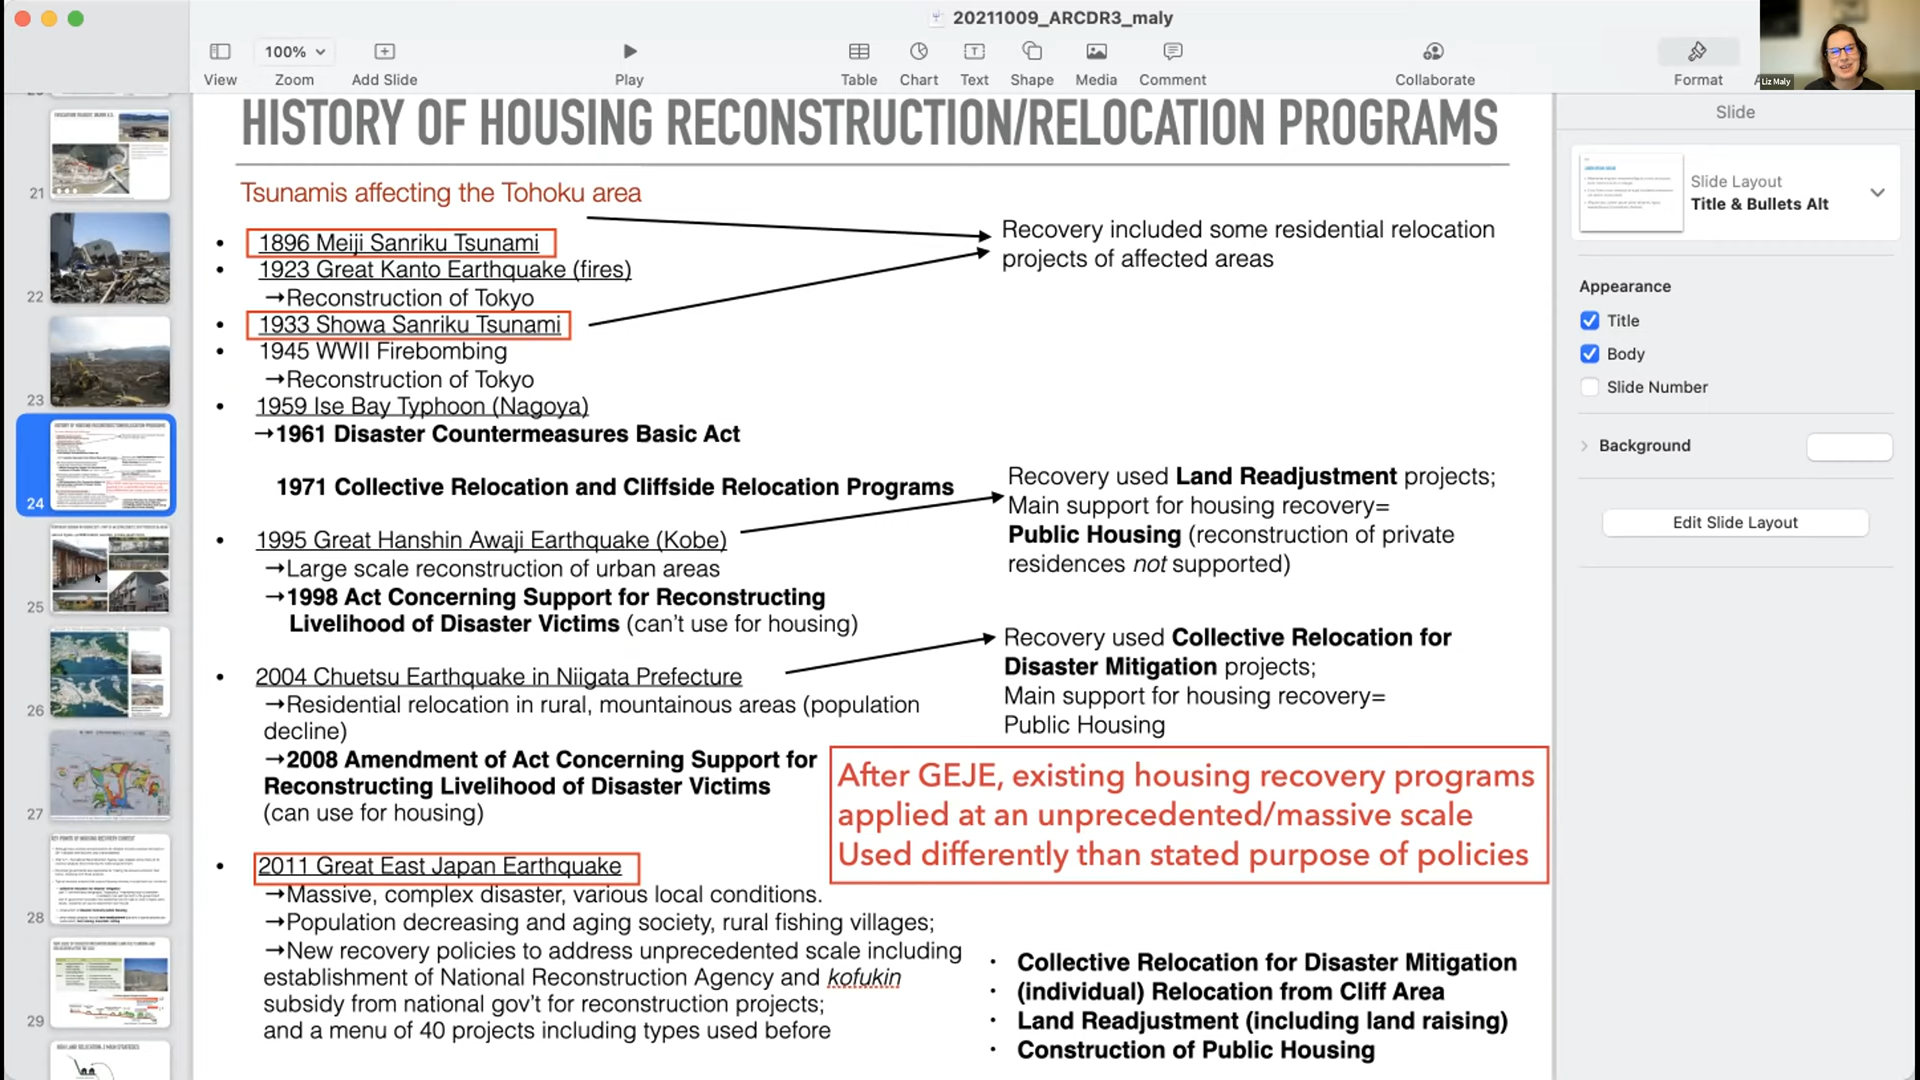 20211009_ARCDR3_maly
100%
View
Zoom
Add Slide
Play
Table
Chart
Text
Shape
Media
Comment
Collaborate
Format
Liz Maly
HISTORY OF HOUSING RECONSTRUCTION/RELOCATION PROGRAMS
Tsunamis affecting the Tohoku area
• 1896 Meiji Sanriku Tsunami
• 1923 Great Kanto Earthquake (fires)
→Reconstruction of Tokyo
• 1933 Showa Sanriku Tsunami
• 1945 WWII Firebombing
→Reconstruction of Tokyo
• 1959 Ise Bay Typhoon (Nagoya)
→1961 Disaster Countermeasures Basic Act
1971 Collective Relocation and Cliffside Relocation Programs
• 1995 Great Hanshin Awaji Earthquake (Kobe)
→Large scale reconstruction of urban areas
→1998 Act Concerning Support for Reconstructing
Livelihood of Disaster Victims (can't use for housing)
• 2004 Chuetsu Earthquake in Niigata Prefecture
→Residential relocation in rural, mountainous areas (population
decline)
→2008 Amendment of Act Concerning Support for
Reconstructing Livelihood of Disaster Victims
(can use for housing)
• 2011 Great East Japan Earthquake
→Massive, complex disaster, various local conditions.
→Population decreasing and aging society, rural fishing villages;
→New recovery policies to address unprecedented scale including
establishment of National Reconstruction Agency and kofukin
subsidy from national gov't for reconstruction projects;
and a menu of 40 projects including types used before
Recovery included some residential relocation
projects of affected areas
Recovery used Land Readjustment projects;
Main support for housing recovery=
Public Housing (reconstruction of private
residences not supported)
Recovery used Collective Relocation for
Disaster Mitigation projects;
Main support for housing recovery=
Public Housing
After GEJE, existing housing recovery programs
applied at an unprecedented/massive scale
Used differently than stated purpose of policies
· Collective Relocation for Disaster Mitigation
· (individual) Relocation from Cliff Area
· Land Readjustment (including land raising)
· Construction of Public Housing
21
22
23
24
25
26
27
28
29
Slide
Slide Layout
Title & Bullets Alt
Appearance
Title
Body
Slide Number
Background
Edit Slide Layout